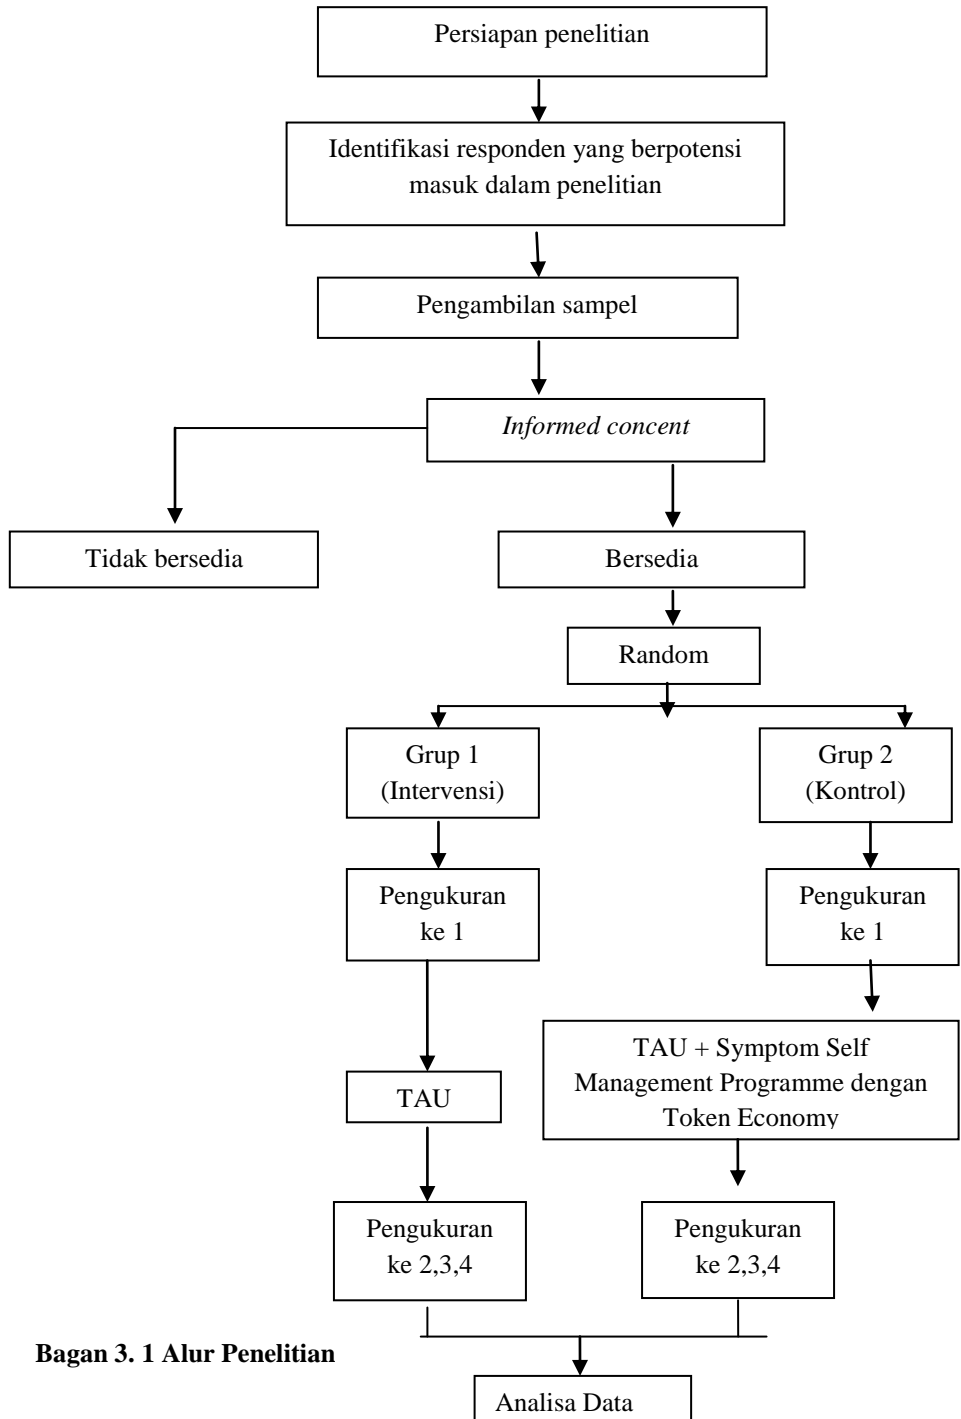 Persiapan penelitian
Identifikasi responden yang berpotensi
masuk dalam penelitian
Pengambilan sampel
Informed concent
Tidak bersedia
Bersedia
Random
Grup 1
(Intervensi)
Grup 2
(Kontrol)
Pengukuran
ke 1
Pengukuran
ke 1
TAU
TAU + Symptom Self
Management Programme dengan
Token Economy
Pengukuran
ke 2,3,4
Pengukuran
ke 2,3,4
Bagan 3. 1 Alur Penelitian
Analisa Data